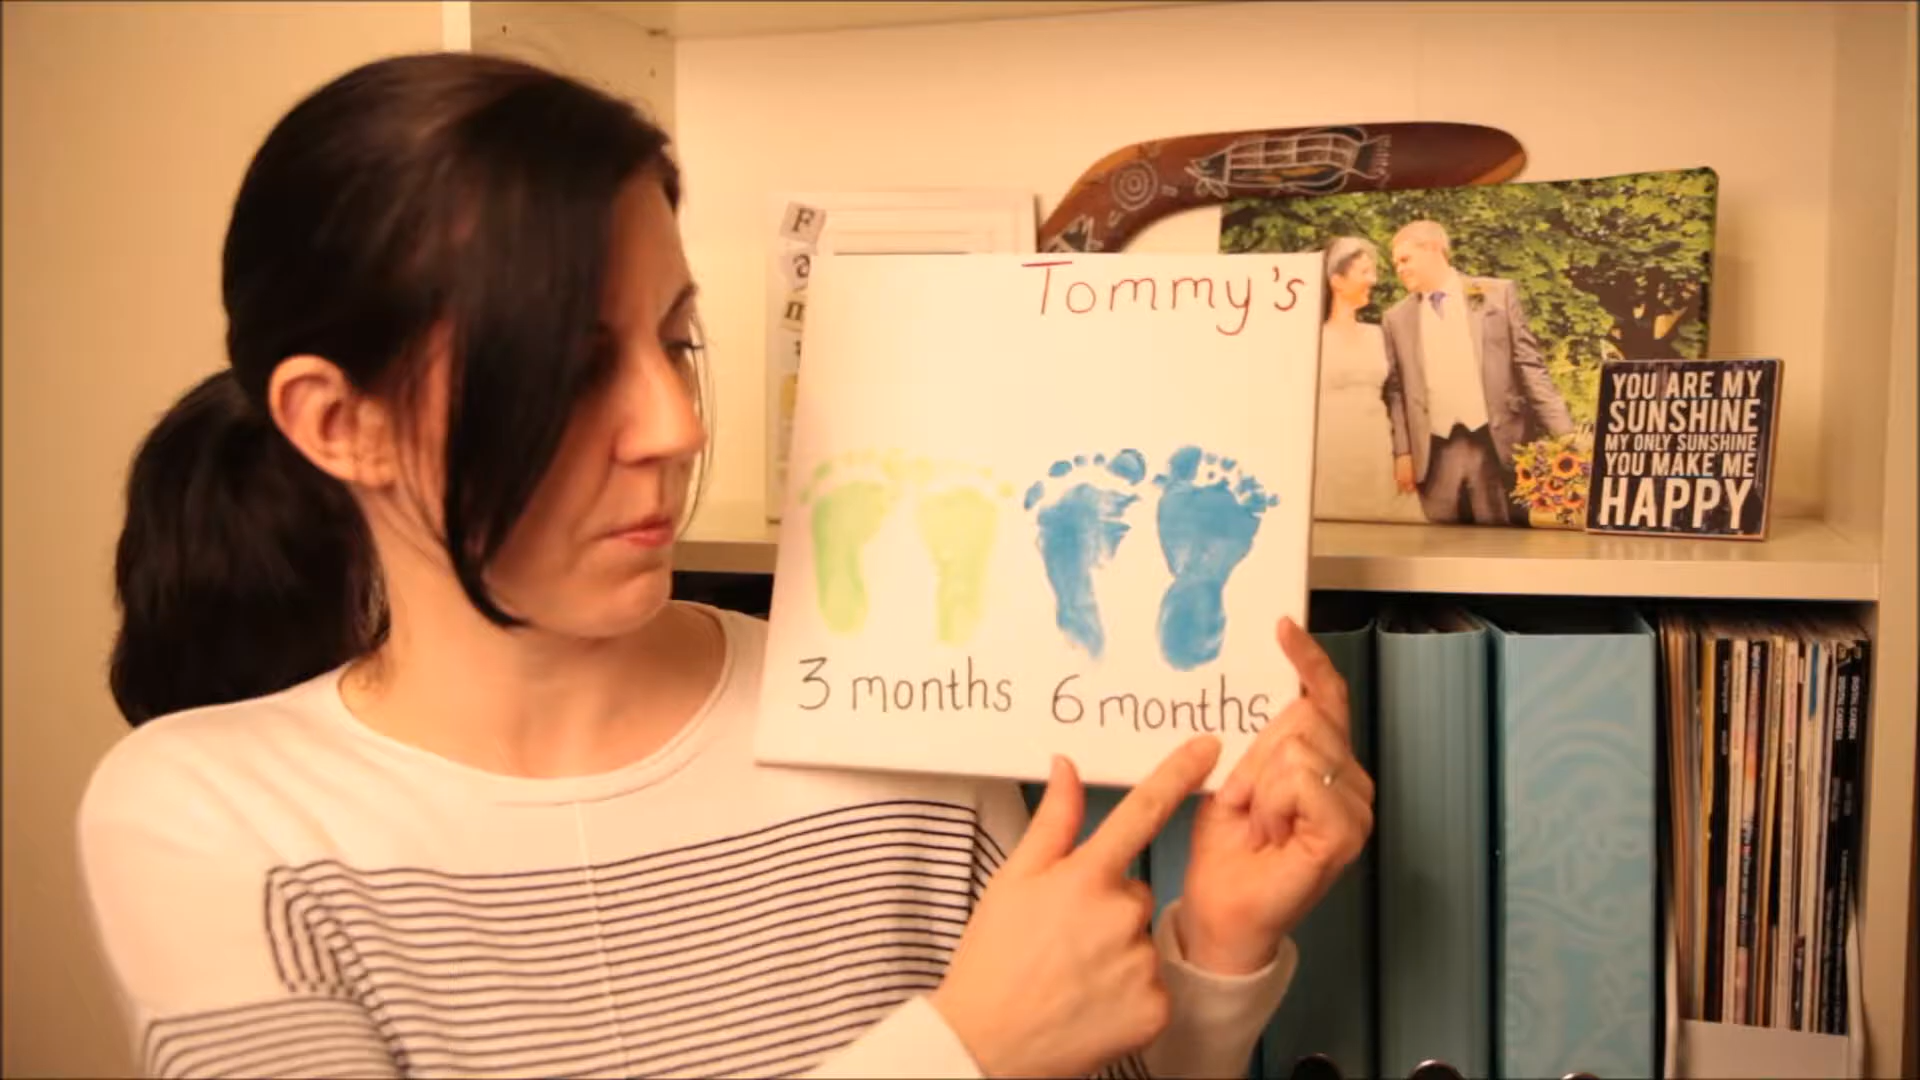 F
a
m
Tommy's
3 months 6 months
YOU ARE MY
SUNSHINE
MY ONLY SUNSHINE
YOU MAKE ME
HAPPY